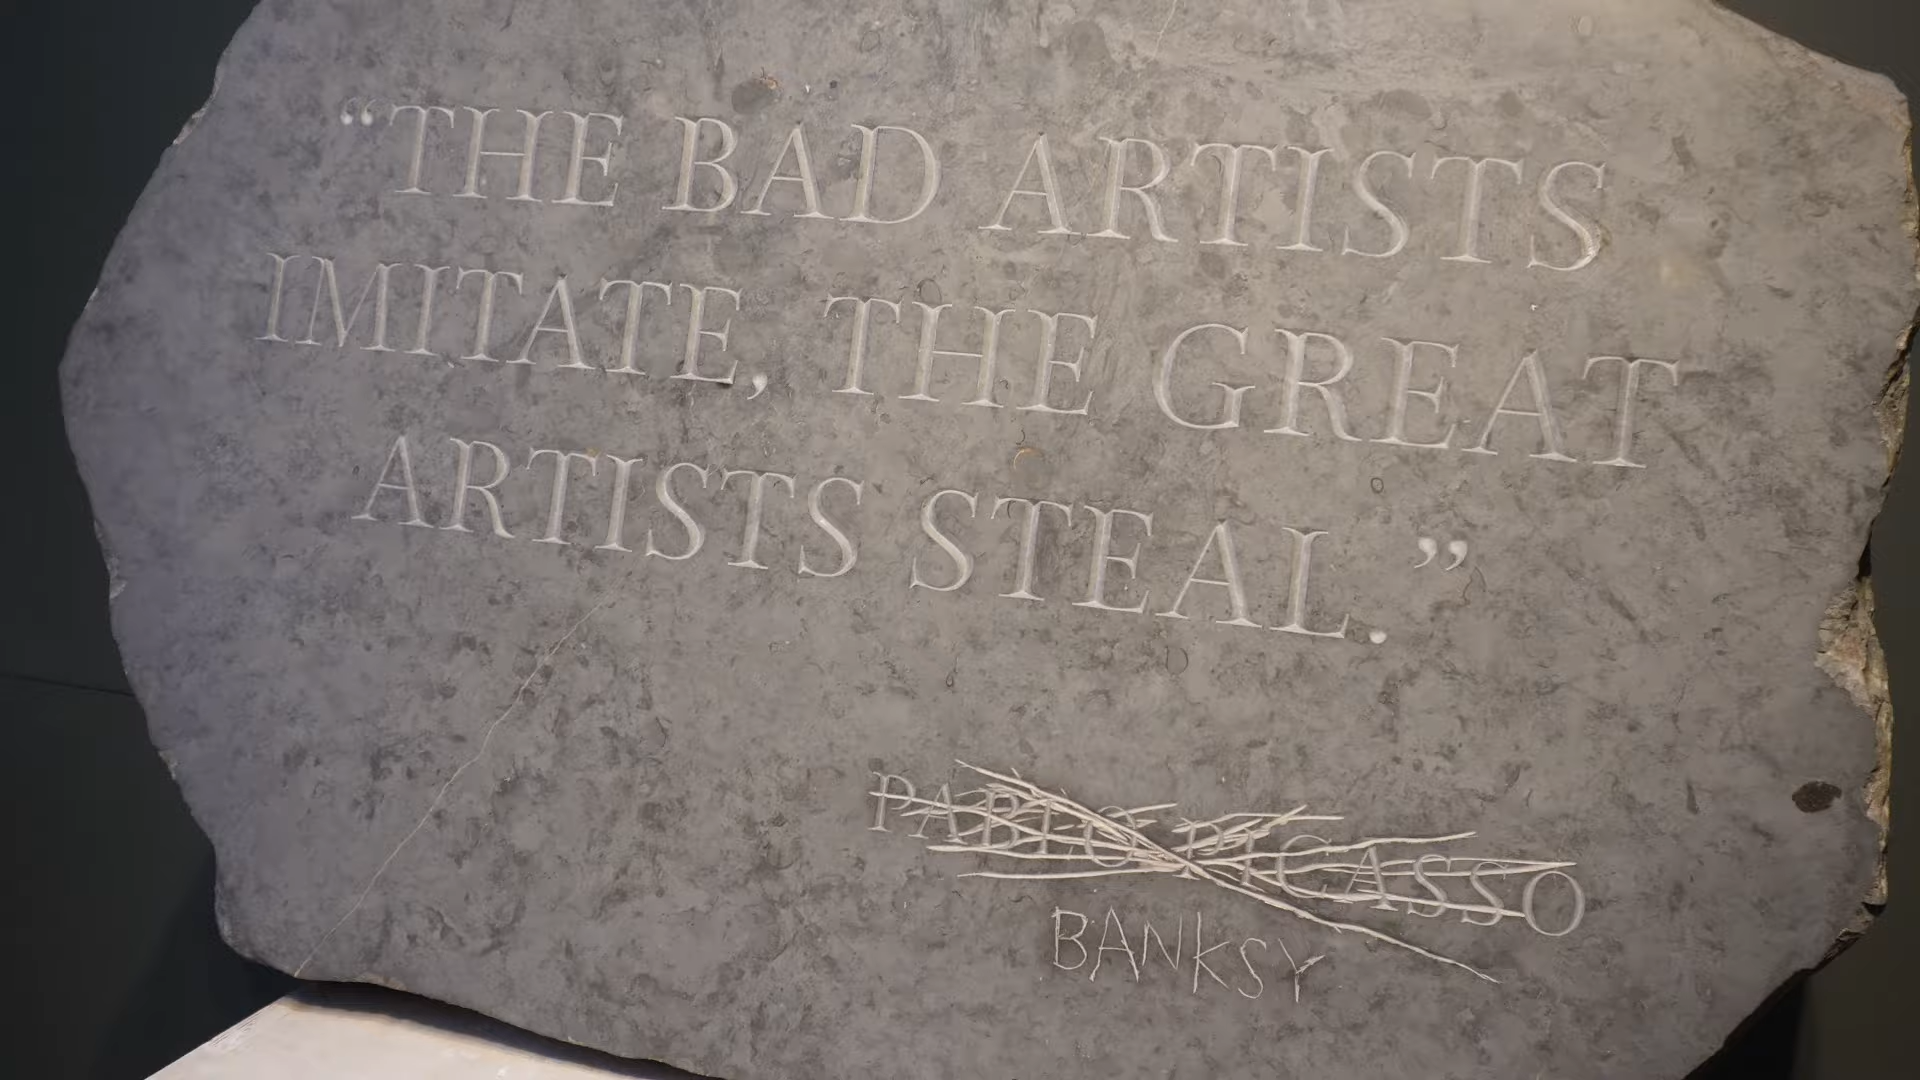 “THE BAD ARTISTS
IMITATE, THE GREAT
ARTISTS STEAL.”
PABLO PICASSO
BANKSY